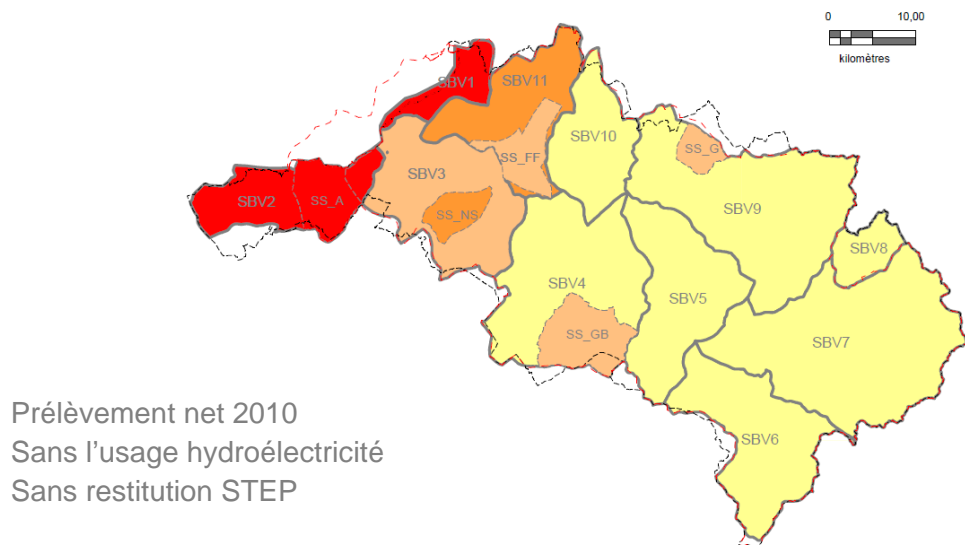 0 10,00
kilomètres
SBV1
SBV11
SBV10
SS_G
SS_FF
SBV3
SBV2
SS_A
SS_NS
SBV9
SBV8
SBV4
SBV5
SS_GB
SBV7
SBV6
Prélèvement net 2010
Sans l’usage hydroélectricité
Sans restitution STEP